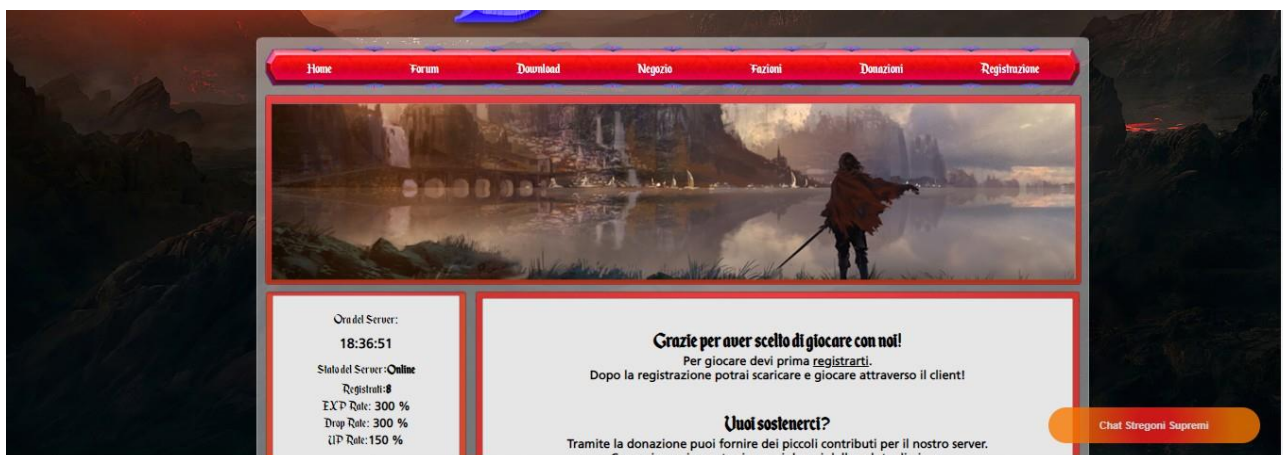 Home Forum Download Negozio Fazioni Donazioni Registrazione
Ora del Server:
18:36:51
Stato del Server:Online
Registrati:8
EXP Rate: 300 %
Drop Rate: 300 %
UP Rate:150 %
Grazie per aver scelto di giocare con noi!
Per giocare devi prima registrarti.
Dopo la registrazione potrai scaricare e giocare attraverso il client!
Vuoi sostenerci?
Tramite la donazione puoi fornire dei piccoli contributi per il nostro server.
Chat Stregoni Supremi